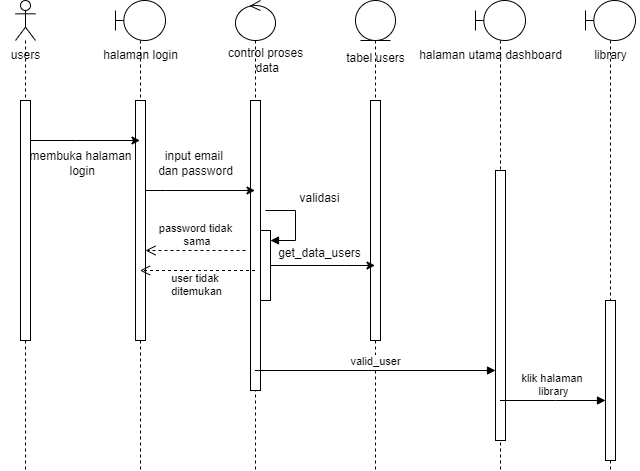 users
halaman login
control proses
data
tabel users
halaman utama dashboard
library
membuka halaman
login
input email
dan password
validasi
password tidak
sama
get_data_users
user tidak
ditemukan
valid_user
klik halaman
library